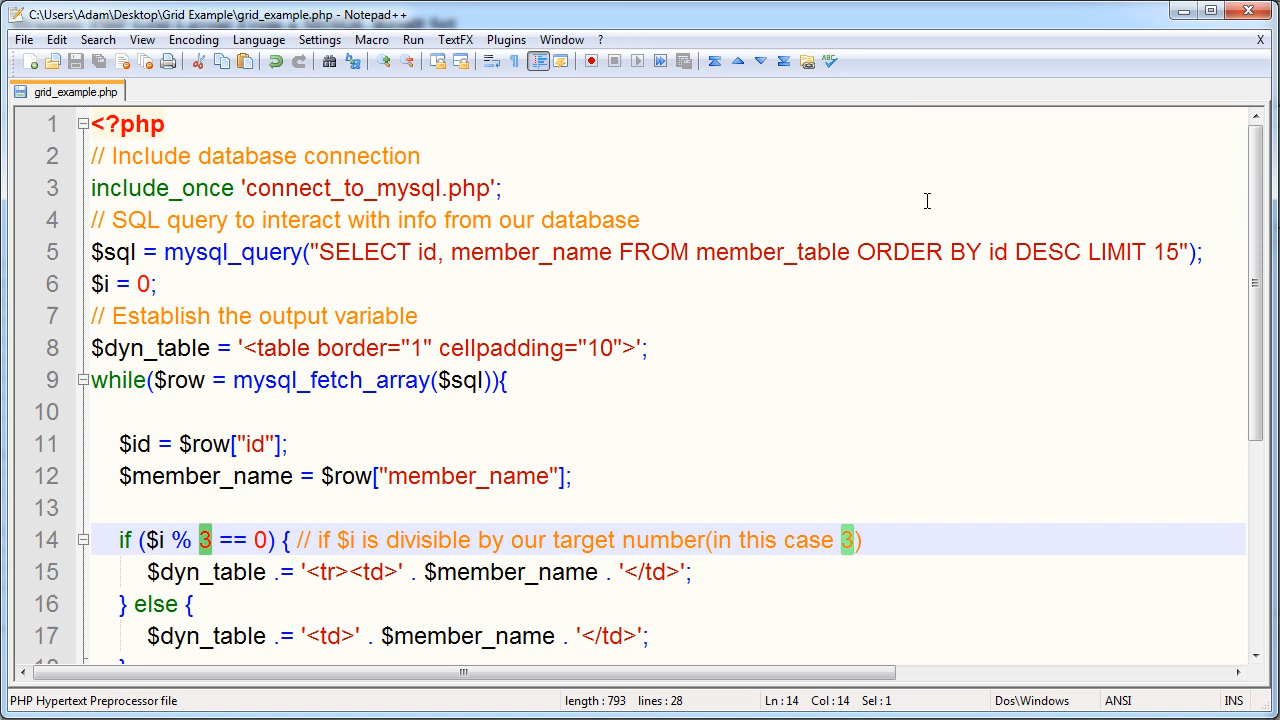 C:\Users\Adam\Desktop\Grid Example\grid_example.php - Notepad++
File Edit Search View Encoding Language Settings Macro Run TextFX Plugins Window ? X
grid_example.php
1 <?php
2 // Include database connection
3 include_once 'connect_to_mysql.php';
4 // SQL query to interact with info from our database
5 $sql = mysql_query("SELECT id, member_name FROM member_table ORDER BY id DESC LIMIT 15");
6 $i = 0;
7 // Establish the output variable
8 $dyn_table = '<table border="1" cellpadding="10">';
9 while($row = mysql_fetch_array($sql)){
10
11 $id = $row["id"];
12 $member_name = $row["member_name"];
13
14 if ($i % 3 == 0) { // if $i is divisible by our target number(in this case 3)
15 $dyn_table .= '<tr><td>' . $member_name . '</td>';
16 } else {
17 $dyn_table .= '<td>' . $member_name . '</td>';
}
PHP Hypertext Preprocessor file length : 793 lines : 28 Ln : 14 Col : 14 Sel : 1 Dos\Windows ANSI INS